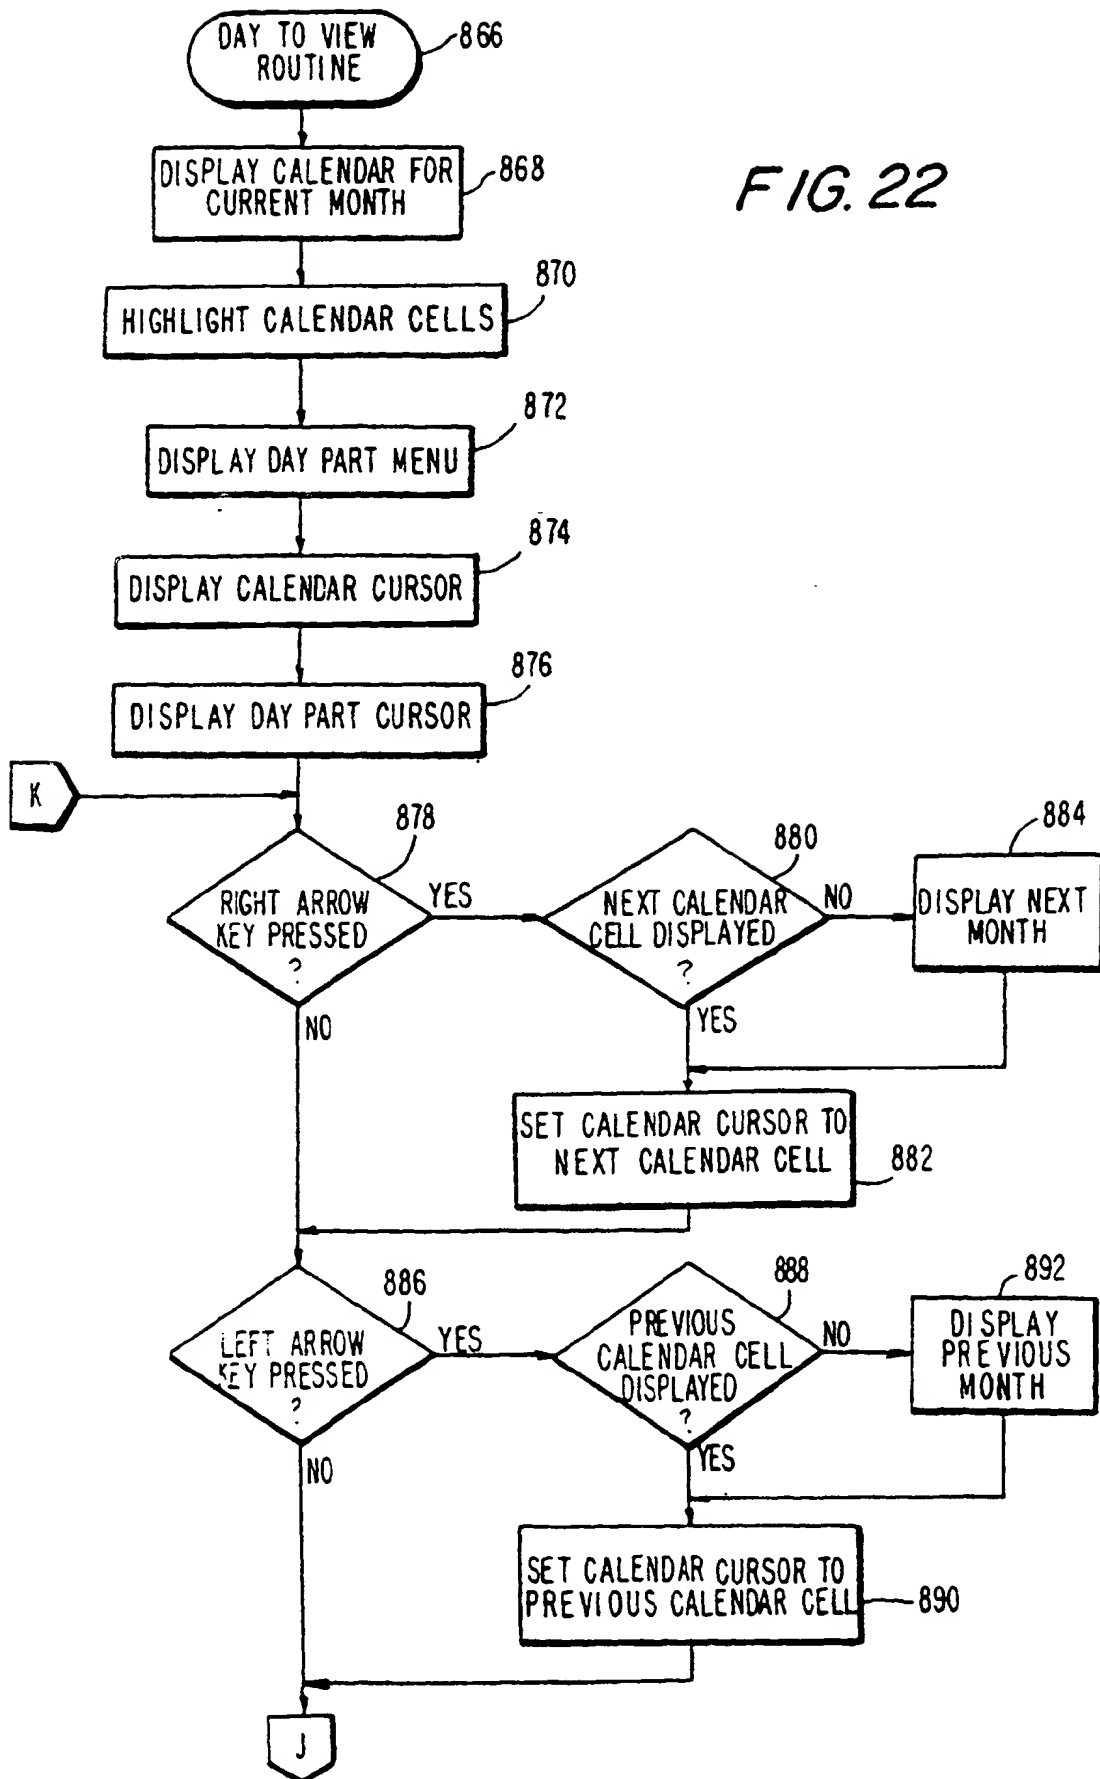 DAY TO VIEW
ROUTINE
866
DISPLAY CALENDAR FOR
CURRENT MONTH
868
FIG. 22
HIGHLIGHT CALENDAR CELLS
870
DISPLAY DAY PART MENU
872
DISPLAY CALENDAR CURSOR
874
DISPLAY DAY PART CURSOR
876
K
RIGHT ARROW
KEY PRESSED
?
878
YES
NO
NEXT CALENDAR
CELL DISPLAYED
?
880
NO
YES
DISPLAY NEXT
MONTH
884
SET CALENDAR CURSOR TO
NEXT CALENDAR CELL
882
LEFT ARROW
KEY PRESSED
?
886
YES
NO
PREVIOUS
CALENDAR CELL
DISPLAYED
?
888
NO
YES
DISPLAY
PREVIOUS
MONTH
892
SET CALENDAR CURSOR TO
PREVIOUS CALENDAR CELL
890
J